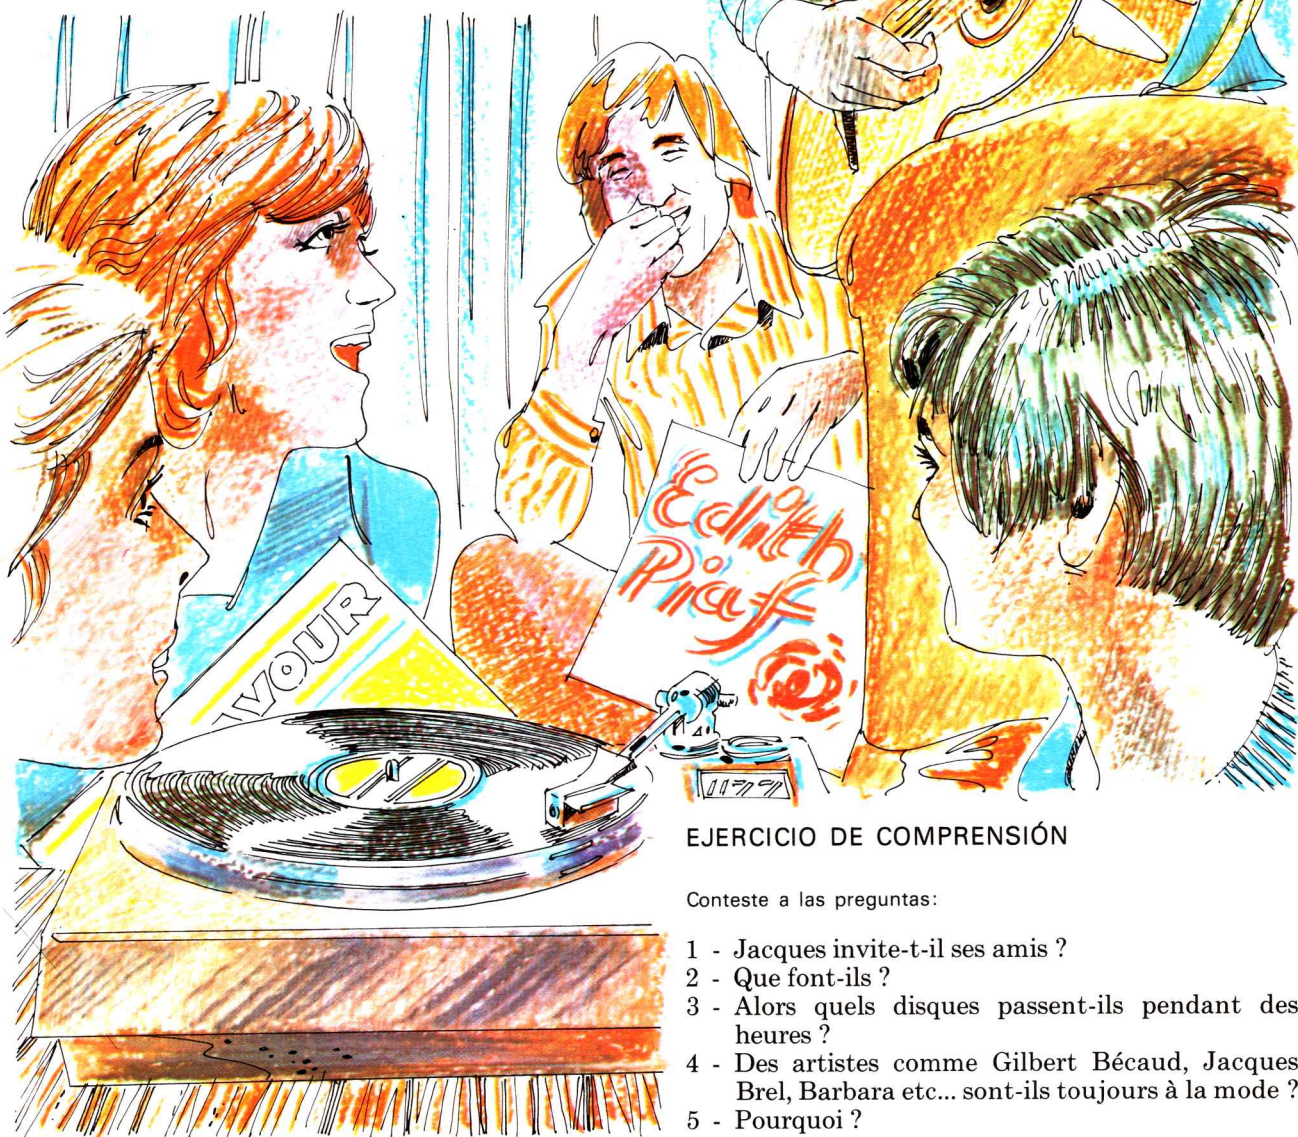 Edith
Piaf
VOUR
EJERCICIO DE COMPRENSIÓN
Conteste a las preguntas:
1 - Jacques invite-t-il ses amis ?
2 - Que font-ils ?
3 - Alors quels disques passent-ils pendant des
heures ?
4 - Des artistes comme Gilbert Bécaud, Jacques
Brel, Barbara etc... sont-ils toujours à la mode ?
5 - Pourquoi ?